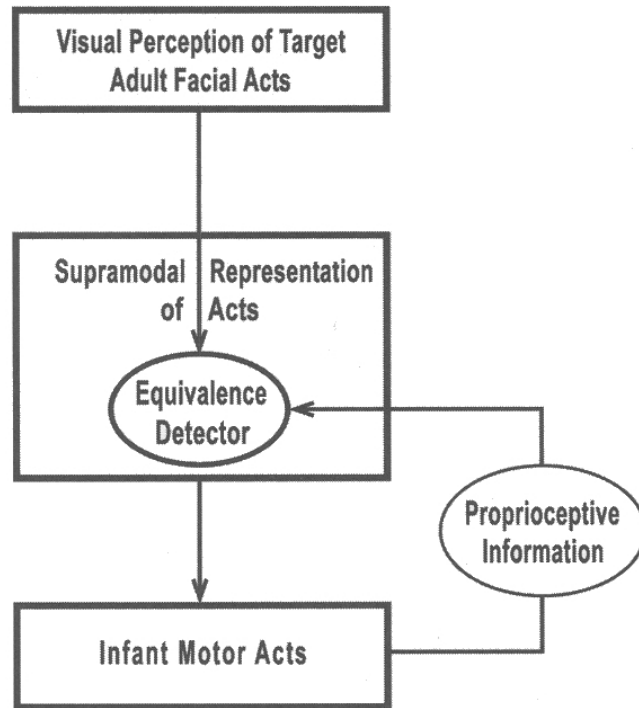 Visual Perception of Target
Adult Facial Acts
Supramodal Representation
of Acts
Equivalence
Detector
Proprioceptive
Information
Infant Motor Acts